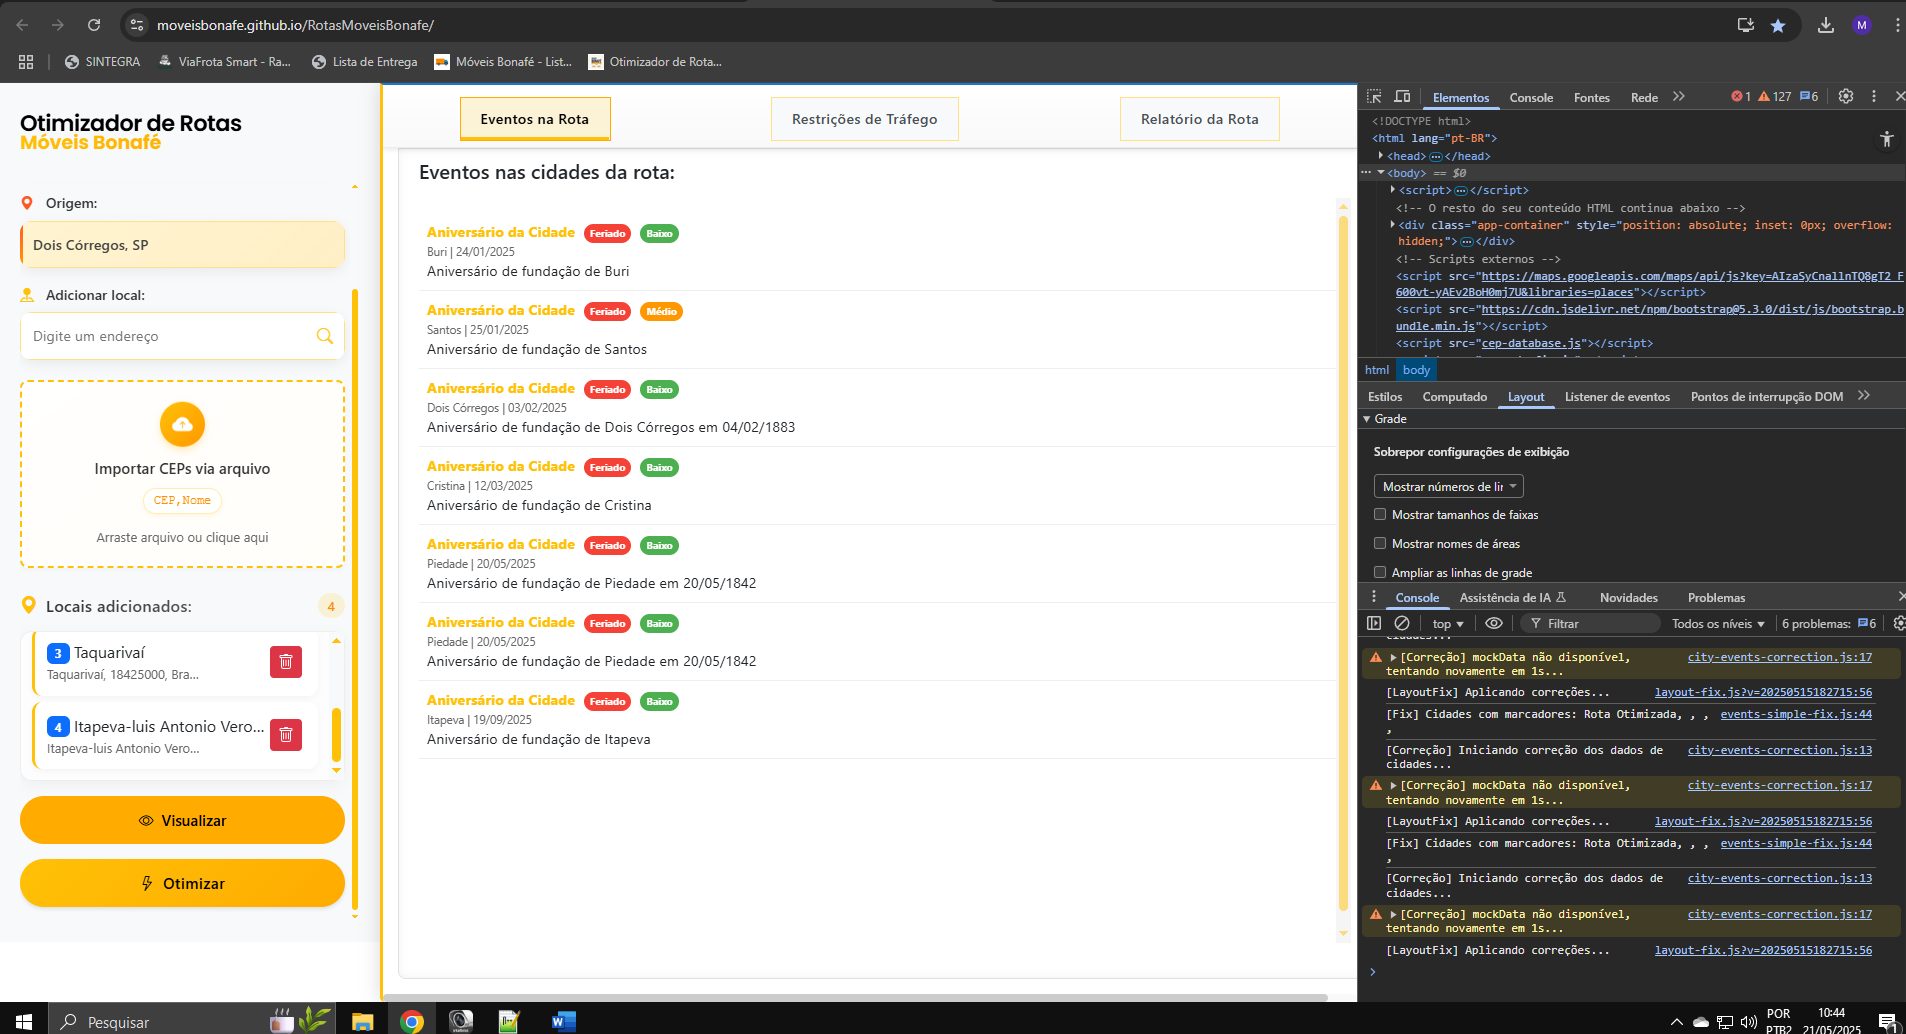 moveisbonafe.github.io/RotasMoveisBonafe/
M
SINTEGRA
ViaFrota Smart - Ra...
Lista de Entrega
Móveis Bonafé - List...
Otimizador de Rota...
Otimizador de Rotas
Móveis Bonafé
Origem:
Dois Córregos, SP
Adicionar local:
Digite um endereço
Importar CEPs via arquivo
CEP,Nome
Arraste arquivo ou clique aqui
Locais adicionados:
4
3 Taquarivaí
Taquarivaí, 18425000, Bra...
4 Itapeva-luis Antonio Vero...
Itapeva-luis Antonio Vero...
Visualizar
Otimizar
Eventos na Rota
Restrições de Tráfego
Relatório da Rota
Eventos nas cidades da rota:
Aniversário da Cidade Feriado Baixo
Buri | 24/01/2025
Aniversário de fundação de Buri
Aniversário da Cidade Feriado Médio
Santos | 25/01/2025
Aniversário de fundação de Santos
Aniversário da Cidade Feriado Baixo
Dois Córregos | 03/02/2025
Aniversário de fundação de Dois Córregos em 04/02/1883
Aniversário da Cidade Feriado Baixo
Cristina | 12/03/2025
Aniversário de fundação de Cristina
Aniversário da Cidade Feriado Baixo
Piedade | 20/05/2025
Aniversário de fundação de Piedade em 20/05/1842
Aniversário da Cidade Feriado Baixo
Piedade | 20/05/2025
Aniversário de fundação de Piedade em 20/05/1842
Aniversário da Cidade Feriado Baixo
Itapeva | 19/09/2025
Aniversário de fundação de Itapeva
Elementos Console Fontes Rede 1 127 6
<!DOCTYPE html>
<html lang="pt-BR">
<head> </head>
<body> == $0
<script> </script>
<!-- O resto do seu conteúdo HTML continua abaixo -->
<div class="app-container" style="position: absolute; inset: 0px; overflow:
hidden;"> </div>
<!-- Scripts externos -->
<script src="https://maps.googleapis.com/maps/api/js?key=
&libraries=places"></script>
<script src="https://cdn.jsdelivr.net/npm/bootstrap@5.3.0/dist/js/bootstrap.b
undle.min.js"></script>
<script src="cep-database.js"></script>
html body
Estilos Computado Layout Listener de eventos Pontos de interrupção DOM
Grade
Sobrepor configurações de exibição
Mostrar números de lir
Mostrar tamanhos de faixas
Mostrar nomes de áreas
Ampliar as linhas de grade
Console Assistência de IA Novidades Problemas
top Filtrar Todos os níveis 6 problemas: 6
cidades...
[Correção] mockData não disponível, city-events-correction.js:17
tentando novamente em 1s...
[LayoutFix] Aplicando correções... layout-fix.js?v=20250515182715:56
[Fix] Cidades com marcadores: Rota Otimizada, , , events-simple-fix.js:44
,
[Correção] Iniciando correção dos dados de city-events-correction.js:13
cidades...
[Correção] mockData não disponível, city-events-correction.js:17
tentando novamente em 1s...
[LayoutFix] Aplicando correções... layout-fix.js?v=20250515182715:56
[Fix] Cidades com marcadores: Rota Otimizada, , , events-simple-fix.js:44
,
[Correção] Iniciando correção dos dados de city-events-correction.js:13
cidades...
[Correção] mockData não disponível, city-events-correction.js:17
tentando novamente em 1s...
[LayoutFix] Aplicando correções... layout-fix.js?v=20250515182715:56
Pesquisar
POR
PTB2
10:44
21/05/2025
1